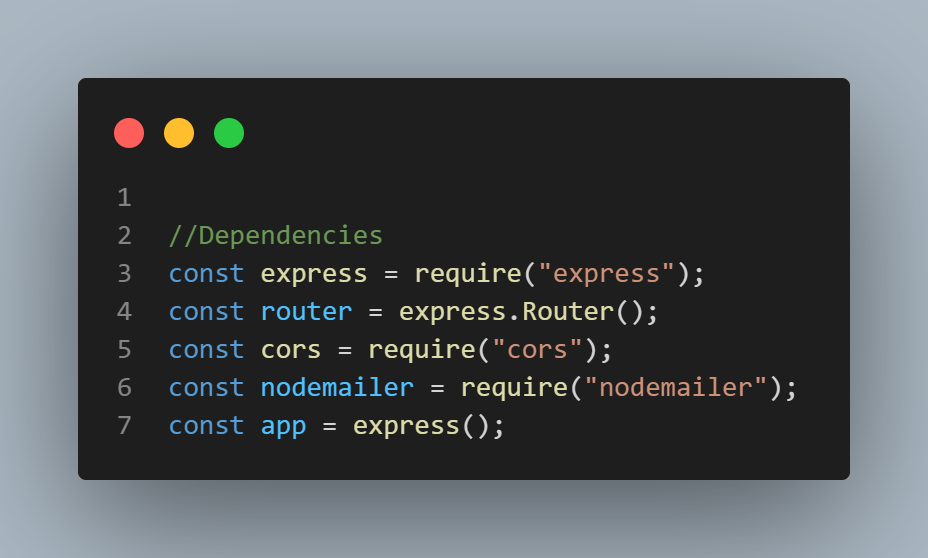 1
2 //Dependencies
3 const express = require("express");
4 const router = express.Router();
5 const cors = require("cors");
6 const nodemailer = require("nodemailer");
7 const app = express();